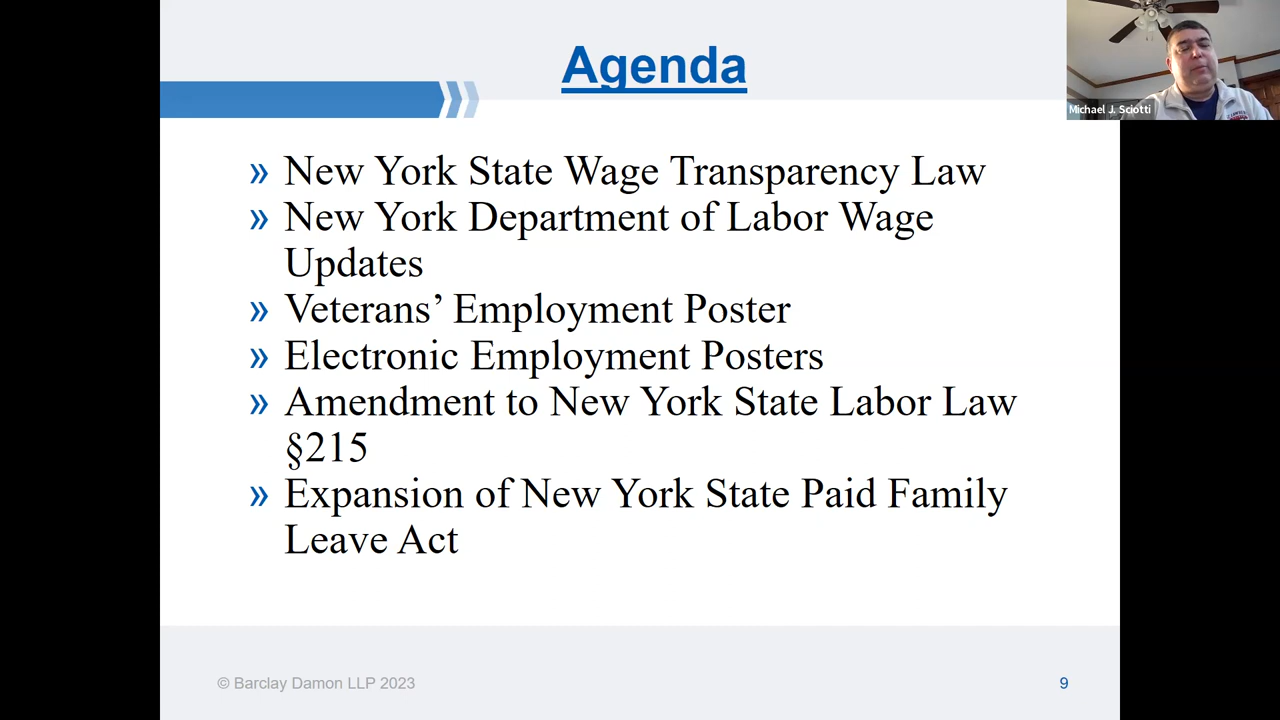 Agenda
Michael J. Sciotti
» New York State Wage Transparency Law
» New York Department of Labor Wage
Updates
» Veterans’ Employment Poster
» Electronic Employment Posters
» Amendment to New York State Labor Law
§215
» Expansion of New York State Paid Family
Leave Act
© Barclay Damon LLP 2023
9